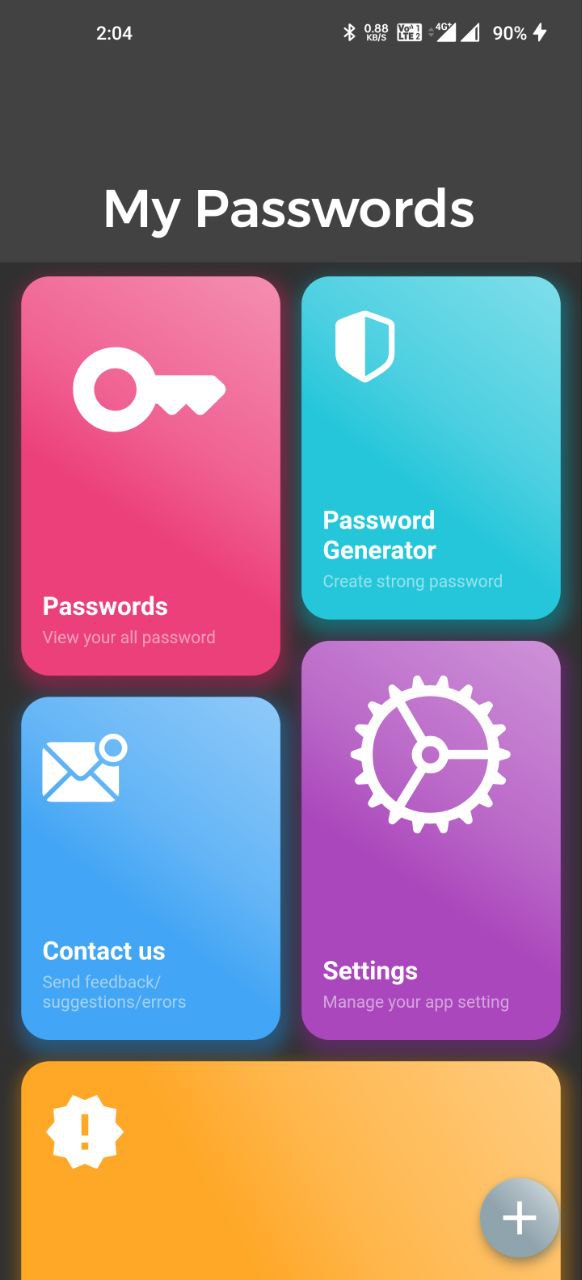 2:04
0.88
KB/S
Vo 1
LTE 2
4G+
90%
My Passwords
Passwords
View your all password
Password
Generator
Create strong password
Contact us
Send feedback/
suggestions/errors
Settings
Manage your app setting